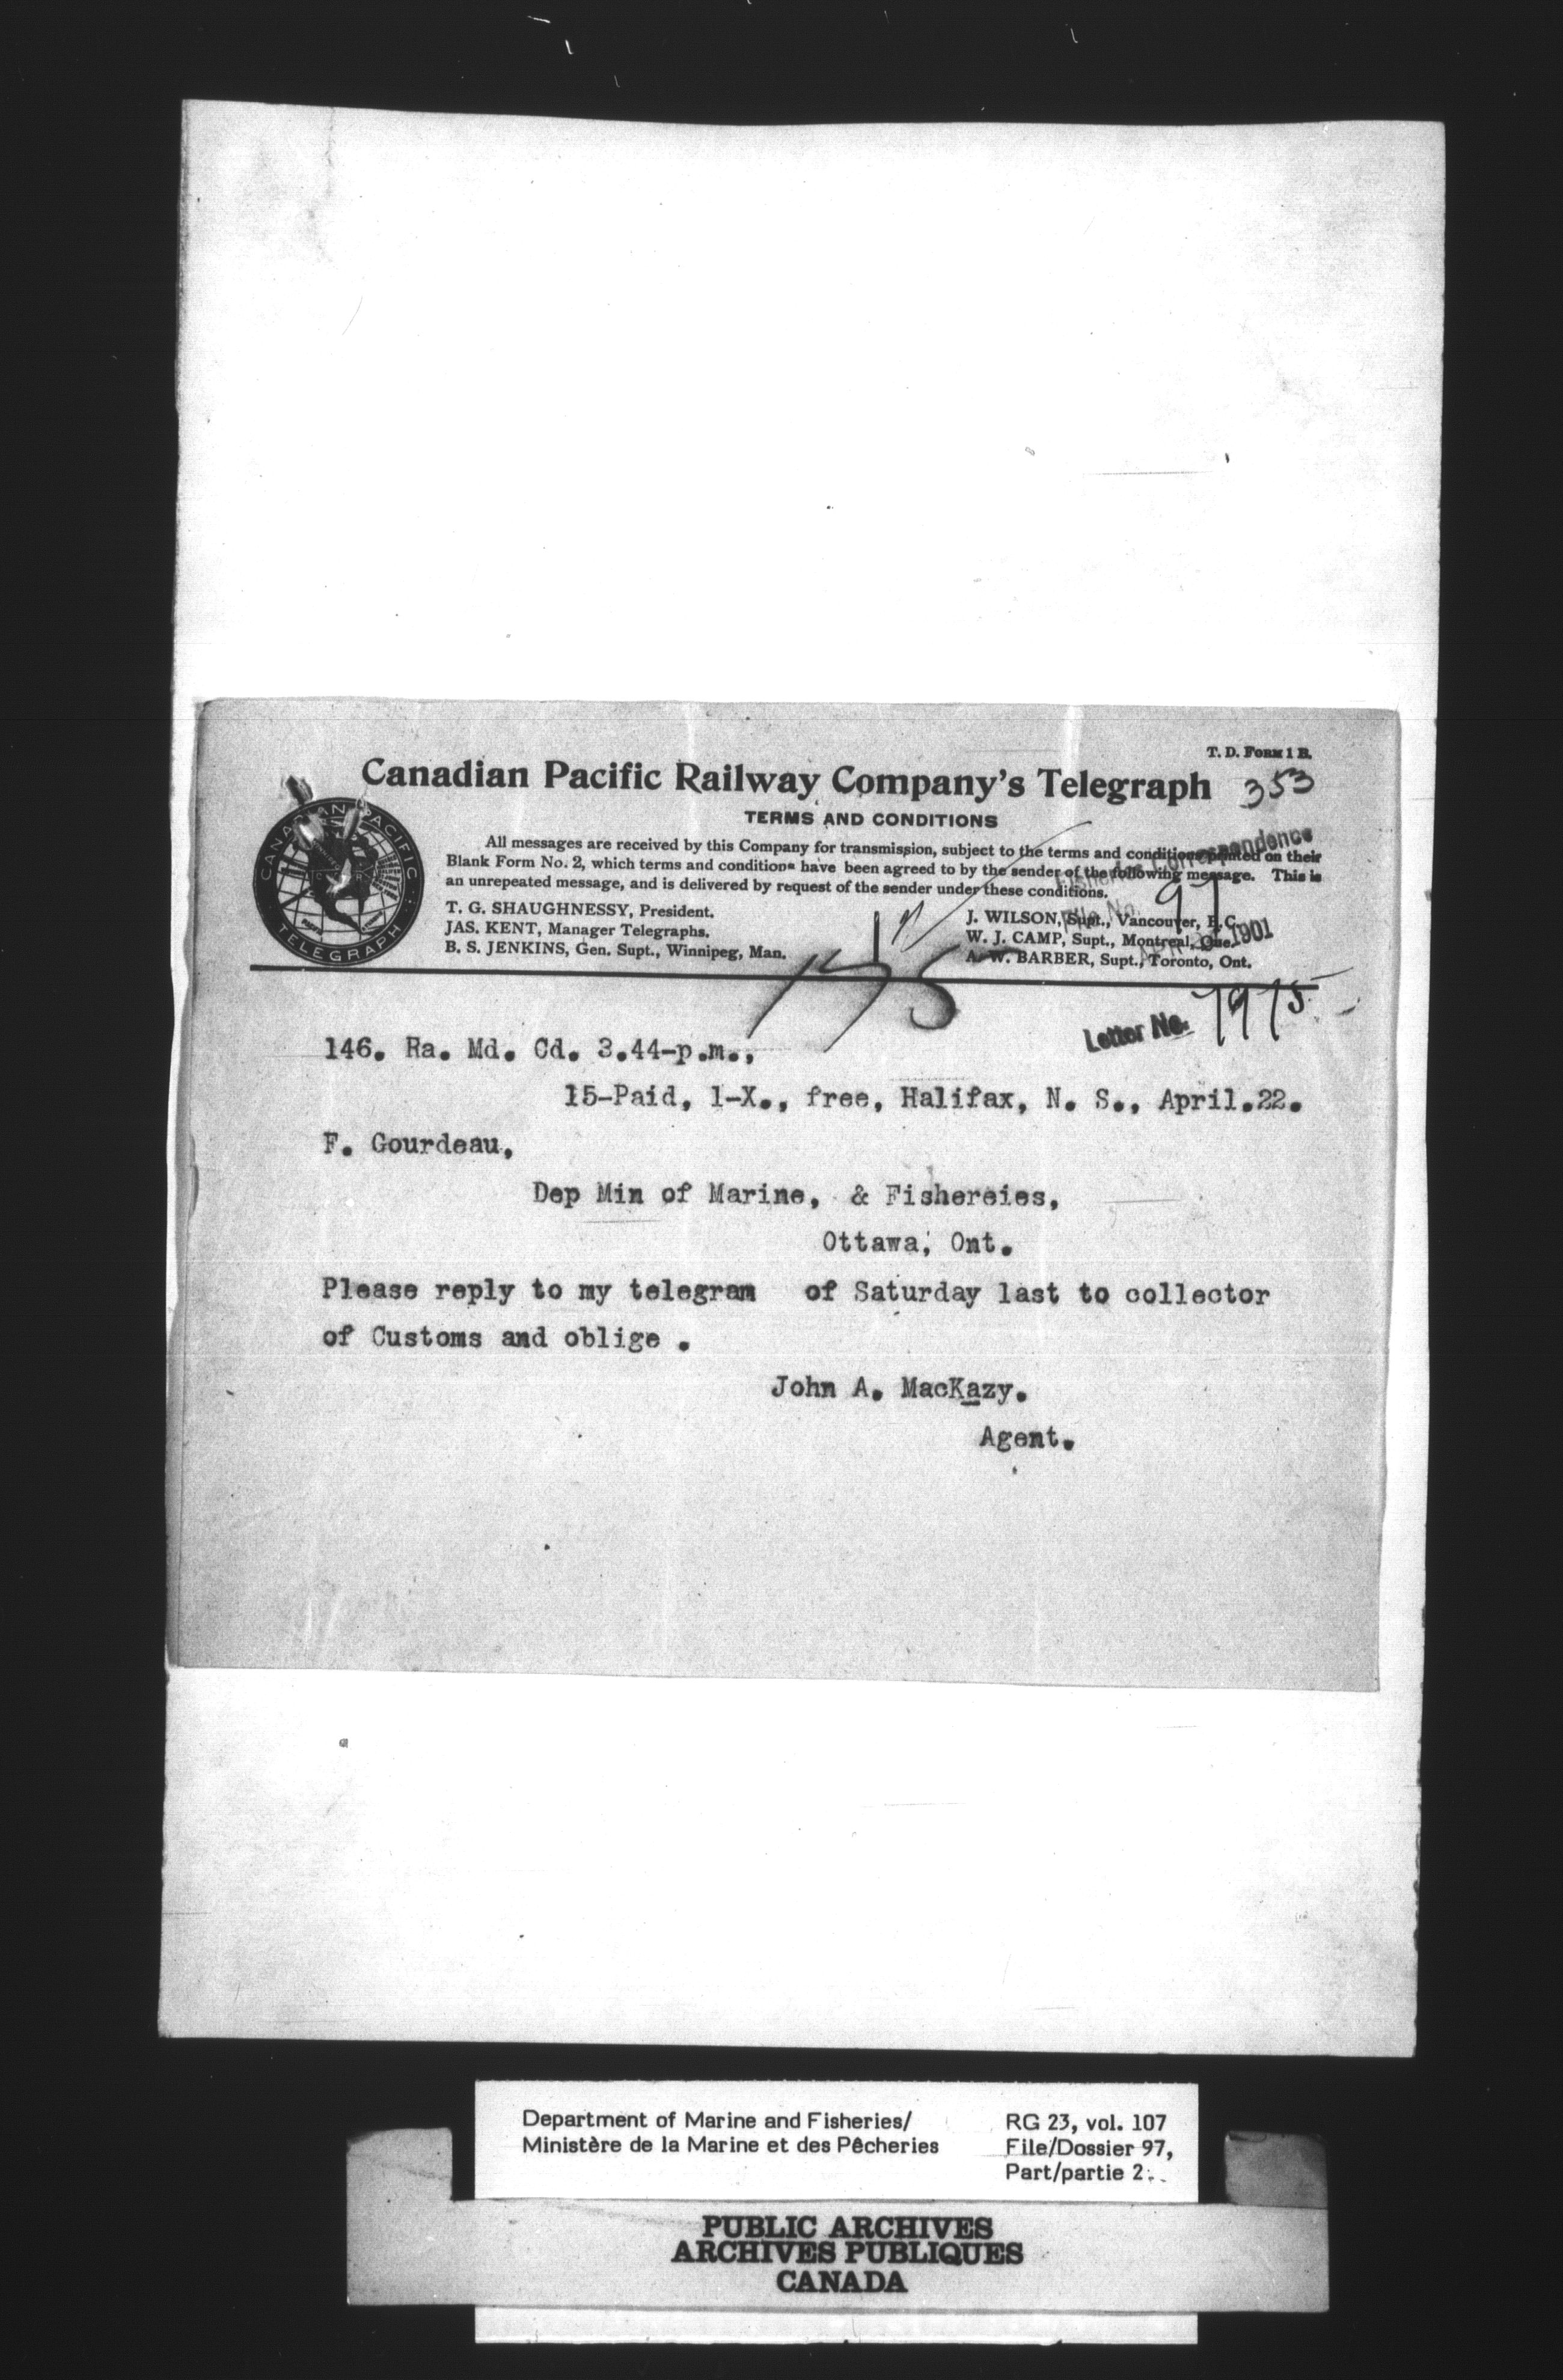 T. D. Form 1 B.
Canadian Pacific Railway Company's Telegraph
353
TERMS AND CONDITIONS
All messages are received by this Company for transmission, subject to the terms and conditions printed on their
Blank Form No. 2, which terms and conditions have been agreed to by the sender of the following message. This is
an unrepeated message, and is delivered by request of the sender under these conditions.
CANADIAN PACIFIC
TELEGRAPH
T. G. SHAUGHNESSY, President.
JAS. KENT, Manager Telegraphs.
B. S. JENKINS, Gen. Supt., Winnipeg, Man.
J. WILSON, Supt., Vancouver, B.C.
W. J. CAMP, Supt., Montreal, Que.
A. W. BARBER, Supt., Toronto, Ont.
Fisheries Correspondence
File No. 97
1901
Letter No. 7975
146. Ra. Md. Cd. 3.44-p.m.,
15-Paid, 1-X., free, Halifax, N. S., April.22.
F. Gourdeau,
Dep Min of Marine, & Fishereies,
Ottawa, Ont.
Please reply to my telegram of Saturday last to collector
of Customs and oblige .
John A. MacKazy.
Agent.
Department of Marine and Fisheries/
Ministère de la Marine et des Pêcheries
RG 23, vol. 107
File/Dossier 97,
Part/partie 2
PUBLIC ARCHIVES
ARCHIVES PUBLIQUES
CANADA